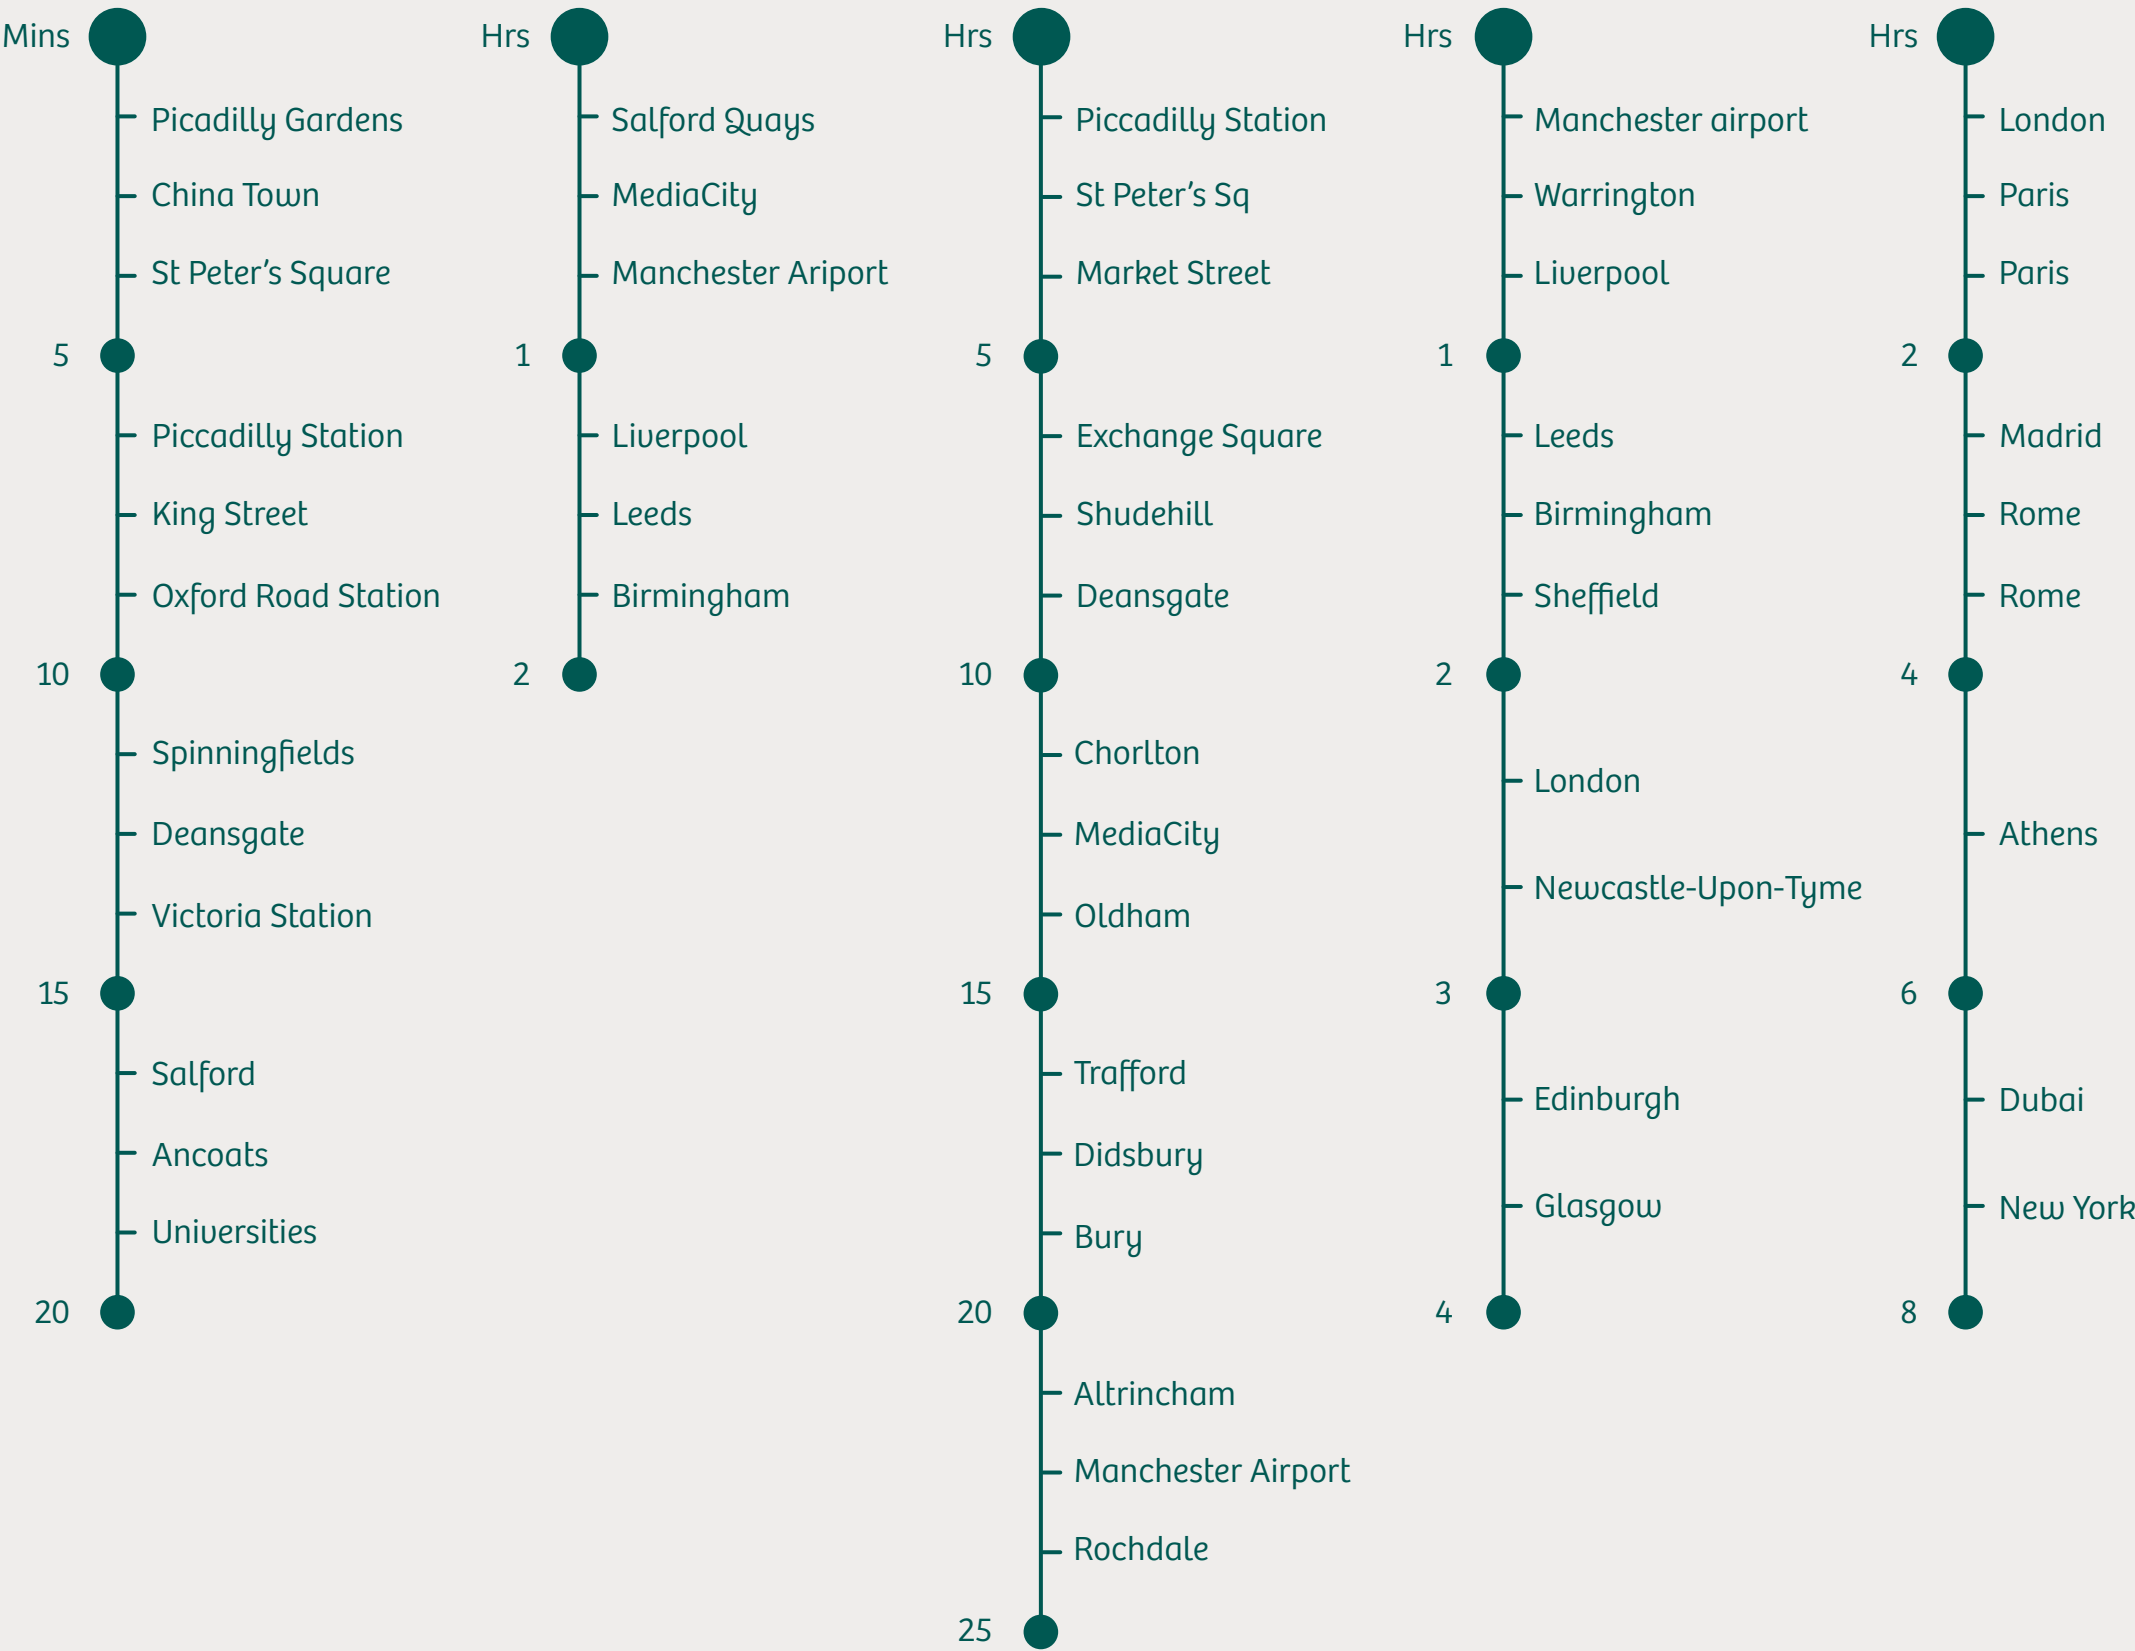 Mins
Picadilly Gardens
China Town
St Peter’s Square
5
Piccadilly Station
King Street
Oxford Road Station
10
Spinningfields
Deansgate
Victoria Station
15
Salford
Ancoats
Universities
20
Hrs
Salford Quays
MediaCity
Manchester Ariport
1
Liverpool
Leeds
Birmingham
2
Hrs
Piccadilly Station
St Peter’s Sq
Market Street
5
Exchange Square
Shudehill
Deansgate
10
Chorlton
MediaCity
Oldham
15
Trafford
Didsbury
Bury
20
Altrincham
Manchester Airport
Rochdale
25
Hrs
Manchester airport
Warrington
Liverpool
1
Leeds
Birmingham
Sheffield
2
London
Newcastle-Upon-Tyme
3
Edinburgh
Glasgow
4
Hrs
London
Paris
Paris
2
Madrid
Rome
Rome
4
Athens
6
Dubai
New York
8